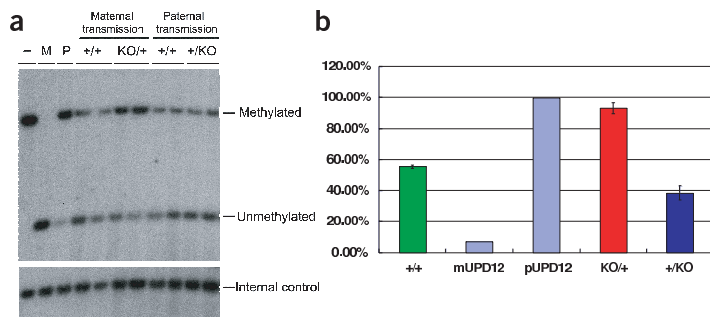 a
Maternal transmission
Paternal transmission
– M P +/+ KO/+ +/+ +/KO
Methylated
Unmethylated
Internal control
b
120.00%
100.00%
80.00%
60.00%
40.00%
20.00%
0.00%
+/+ mUPD12 pUPD12 KO/+ +/KO